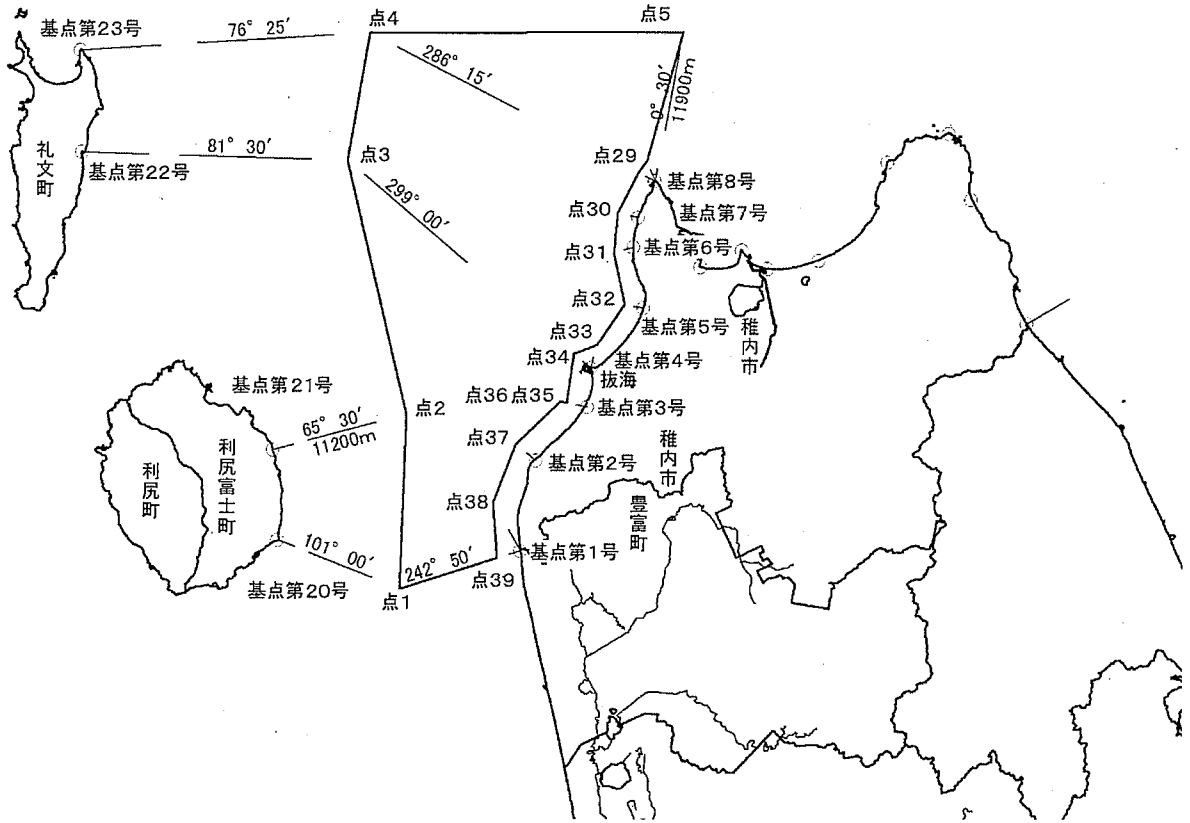 基点第23号
76° 25′
点4
点5
286° 15′
0° 30′
11900m
礼文町
基点第22号
81° 30′
点3
299° 00′
点29
基点第8号
点30
基点第7号
点31
基点第6号
点32
基点第5号
稚内市
点33
点34
基点第4号
抜海
基点第21号
65° 30′
11200m
点2
点36
点35
基点第3号
点37
基点第2号
稚内市
利尻町
利尻富士町
点38
豊富町
101° 00′
基点第20号
242° 50′
点1
点39
基点第1号